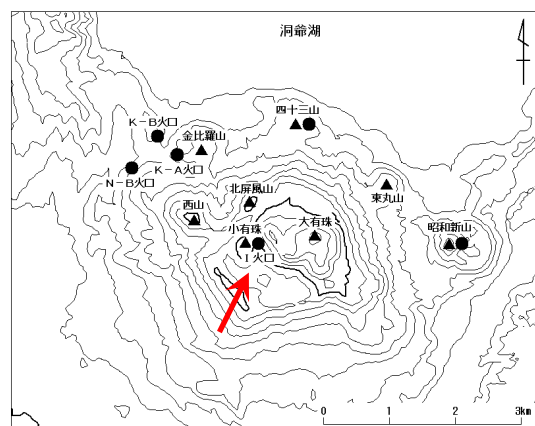 洞爺湖
四十三山
K－B火口
金比羅山
K－A火口
N－B火口
北屏風山
東丸山
西山
小有珠
大有珠
昭和新山
I火口
0 1 2 3km